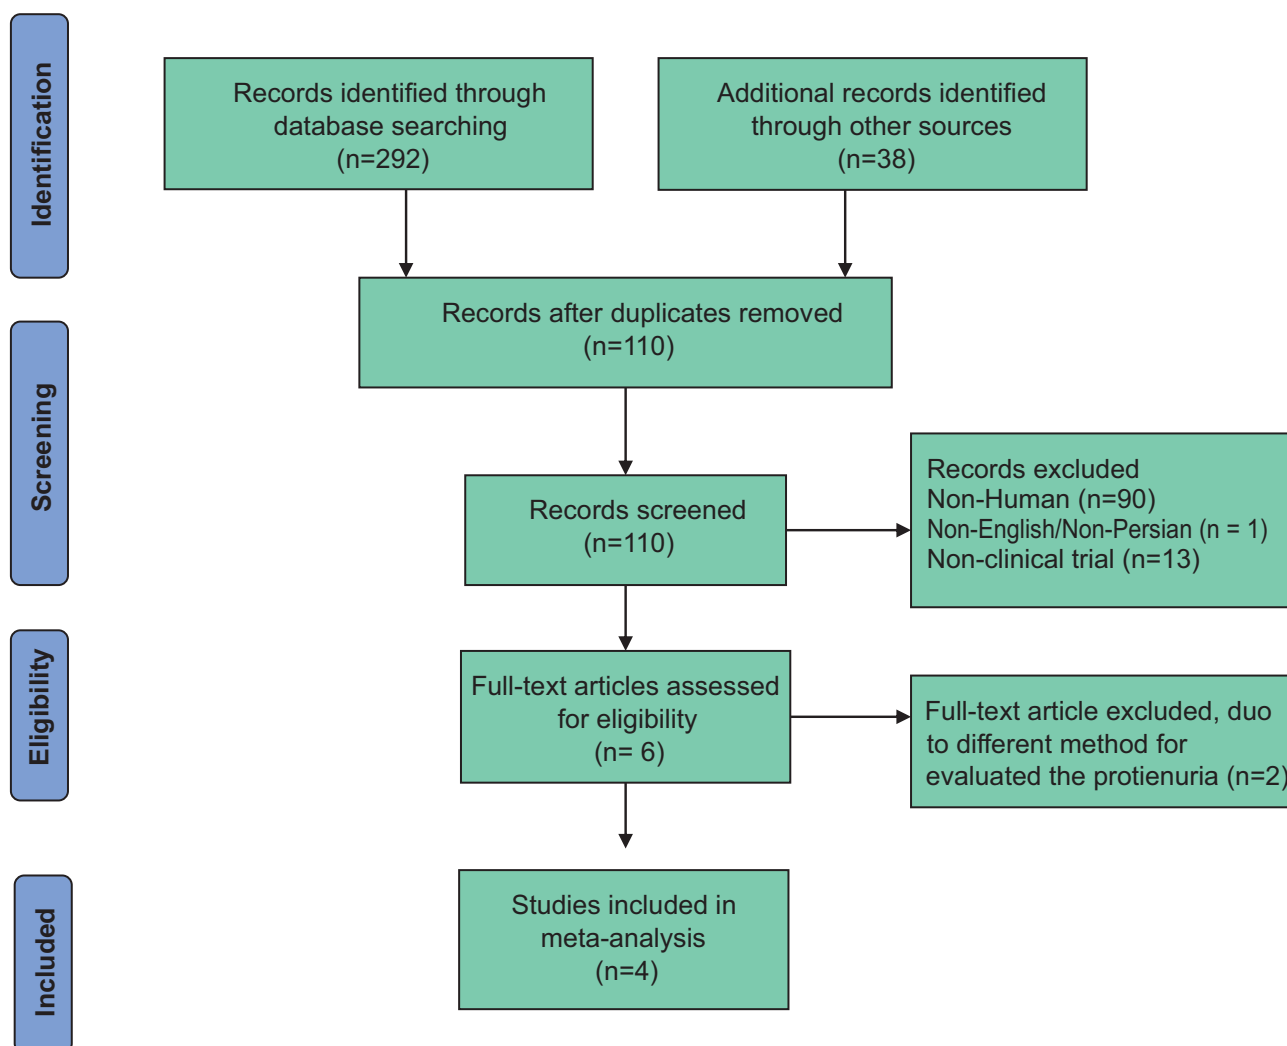 Identification
Records identified through
database searching
(n=292)
Additional records identified
through other sources
(n=38)
Records after duplicates removed
(n=110)
Screening
Records screened
(n=110)
Records excluded
Non-Human (n=90)
Non-English/Non-Persian (n = 1)
Non-clinical trial (n=13)
Eligibility
Full-text articles assessed
for eligibility
(n= 6)
Full-text article excluded, duo
to different method for
evaluated the protienuria (n=2)
Included
Studies included in
meta-analysis
(n=4)